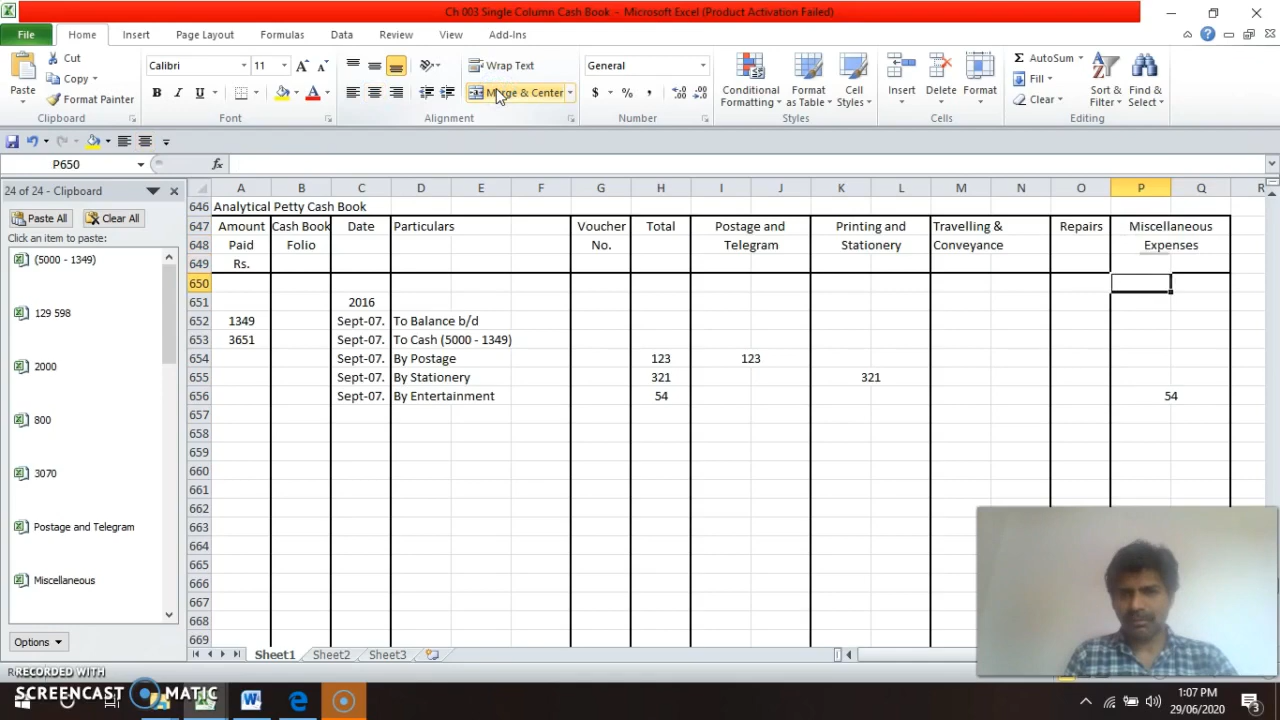 Ch 003 Single Column Cash Book - Microsoft Excel (Product Activation Failed)
File Home Insert Page Layout Formulas Data Review View Add-Ins
Paste
Cut
Copy
Format Painter
Clipboard
Calibri 11
B I U
Font
Wrap Text
Merge & Center
Alignment
General
$ % ,
Number
Conditional Formatting
Format as Table
Cell Styles
Styles
Insert Delete Format
Cells
AutoSum
Fill
Clear
Sort & Filter
Find & Select
Editing
P650 fx
24 of 24 - Clipboard
Paste All Clear All
Click an item to paste:
(5000 - 1349)
129 598
2000
800
3070
Postage and Telegram
Miscellaneous
Options
A B C D E F G H I J K L M N O P Q R
646 Analytical Petty Cash Book
647 Amount Cash Book Date Particulars Voucher Total Postage and Printing and Travelling & Repairs Miscellaneous
648 Paid Folio No. Telegram Stationery Conveyance Expenses
649 Rs.
650
651 2016
652 1349 Sept-07. To Balance b/d
653 3651 Sept-07. To Cash (5000 - 1349)
654 Sept-07. By Postage 123 123
655 Sept-07. By Stationery 321 321
656 Sept-07. By Entertainment 54 54
657
658
659
660
661
662
663
664
665
666
667
668
669
Sheet1 Sheet2 Sheet3
RECORDED WITH
SCREENCAST MATIC
1:07 PM
29/06/2020
3